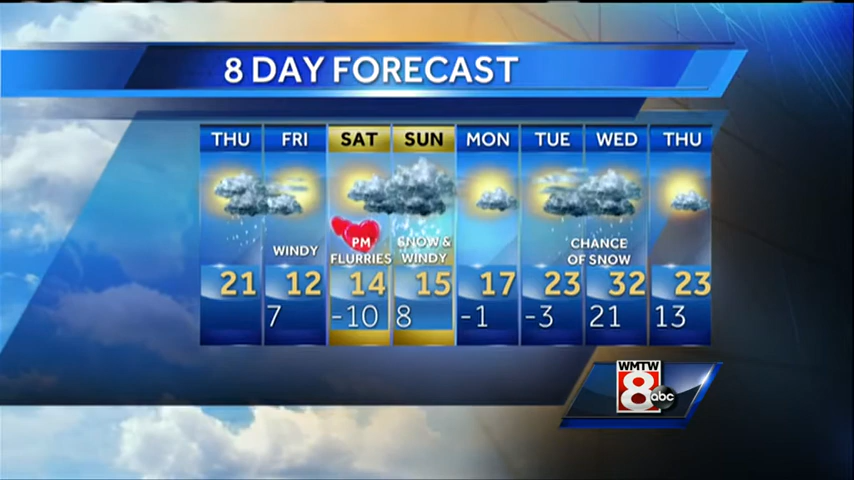 8 DAY FORECAST
THU FRI SAT SUN MON TUE WED THU
WINDY
PM
FLURRIES
SNOW &
WINDY
CHANCE
OF SNOW
21 12 14 15 17 23 32 23
7 -10 8 -1 -3 21 13
WMTW
8 abc